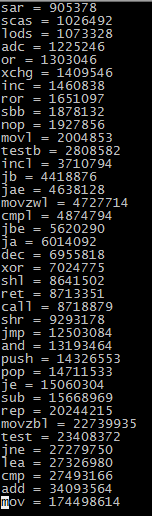 sar = 905378
scas = 1026492
lods = 1073328
adc = 1225246
or = 1303046
xchg = 1409546
inc = 1460838
ror = 1651097
sbb = 1878132
nop = 1927856
movl = 2004853
testb = 2808582
incl = 3710794
jb = 4418876
jae = 4638128
movzwl = 4727714
cmpl = 4874794
jbe = 5620290
ja = 6014092
dec = 6955818
xor = 7024775
shl = 8641502
ret = 8713351
call = 8718879
shr = 9293178
jmp = 12503084
and = 13193464
push = 14326553
pop = 14711533
je = 15060304
sub = 15668969
rep = 20244215
movzbl = 22739935
test = 23408372
jne = 27279750
lea = 27326980
cmp = 27493166
add = 34093564
mov = 174498614